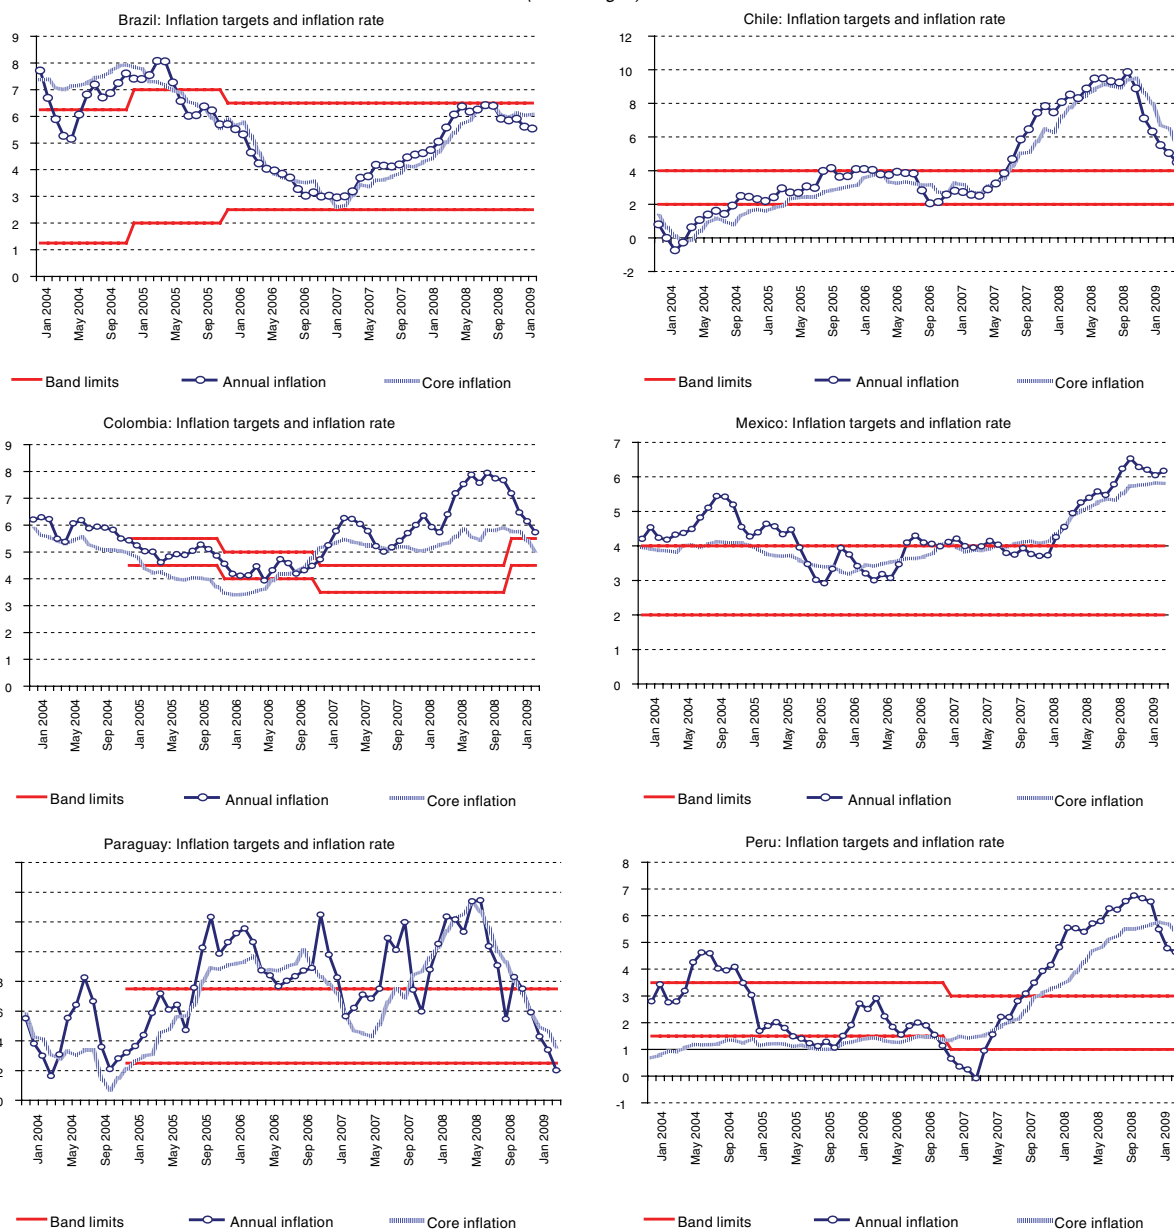 Brazil: Inflation targets and inflation rate
9
8
7
6
5
4
3
2
1
0
Jan 2004
May 2004
Sep 2004
Jan 2005
May 2005
Sep 2005
Jan 2006
May 2006
Sep 2006
Jan 2007
May 2007
Sep 2007
Jan 2008
May 2008
Sep 2008
Jan 2009
Band limits
Annual inflation
Core inflation
Chile: Inflation targets and inflation rate
12
10
8
6
4
2
0
-2
Jan 2004
May 2004
Sep 2004
Jan 2005
May 2005
Sep 2005
Jan 2006
May 2006
Sep 2006
Jan 2007
May 2007
Sep 2007
Jan 2008
May 2008
Sep 2008
Jan 2009
Band limits
Annual inflation
Core inflation
Colombia: Inflation targets and inflation rate
9
8
7
6
5
4
3
2
1
0
Jan 2004
May 2004
Sep 2004
Jan 2005
May 2005
Sep 2005
Jan 2006
May 2006
Sep 2006
Jan 2007
May 2007
Sep 2007
Jan 2008
May 2008
Sep 2008
Jan 2009
Band limits
Annual inflation
Core inflation
Mexico: Inflation targets and inflation rate
7
6
5
4
3
2
1
0
Jan 2004
May 2004
Sep 2004
Jan 2005
May 2005
Sep 2005
Jan 2006
May 2006
Sep 2006
Jan 2007
May 2007
Sep 2007
Jan 2008
May 2008
Sep 2008
Jan 2009
Band limits
Annual inflation
Core inflation
Paraguay: Inflation targets and inflation rate
8
6
4
2
0
Jan 2004
May 2004
Sep 2004
Jan 2005
May 2005
Sep 2005
Jan 2006
May 2006
Sep 2006
Jan 2007
May 2007
Sep 2007
Jan 2008
May 2008
Sep 2008
Jan 2009
Band limits
Annual inflation
Core inflation
Peru: Inflation targets and inflation rate
8
7
6
5
4
3
2
1
0
-1
Jan 2004
May 2004
Sep 2004
Jan 2005
May 2005
Sep 2005
Jan 2006
May 2006
Sep 2006
Jan 2007
May 2007
Sep 2007
Jan 2008
May 2008
Sep 2008
Jan 2009
Band limits
Annual inflation
Core inflation